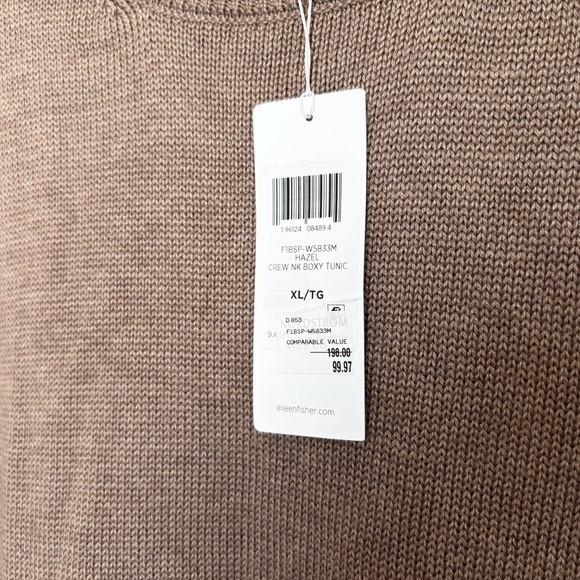 1 96124 08489 4
F1BSP-W5833M
HAZEL
CREW NK BOXY TUNIC
XL/TG
NORDSTROM
D 853
F1BSP-W5833M
COMPARABLE VALUE
198.00
99.97
eileenfisher.com